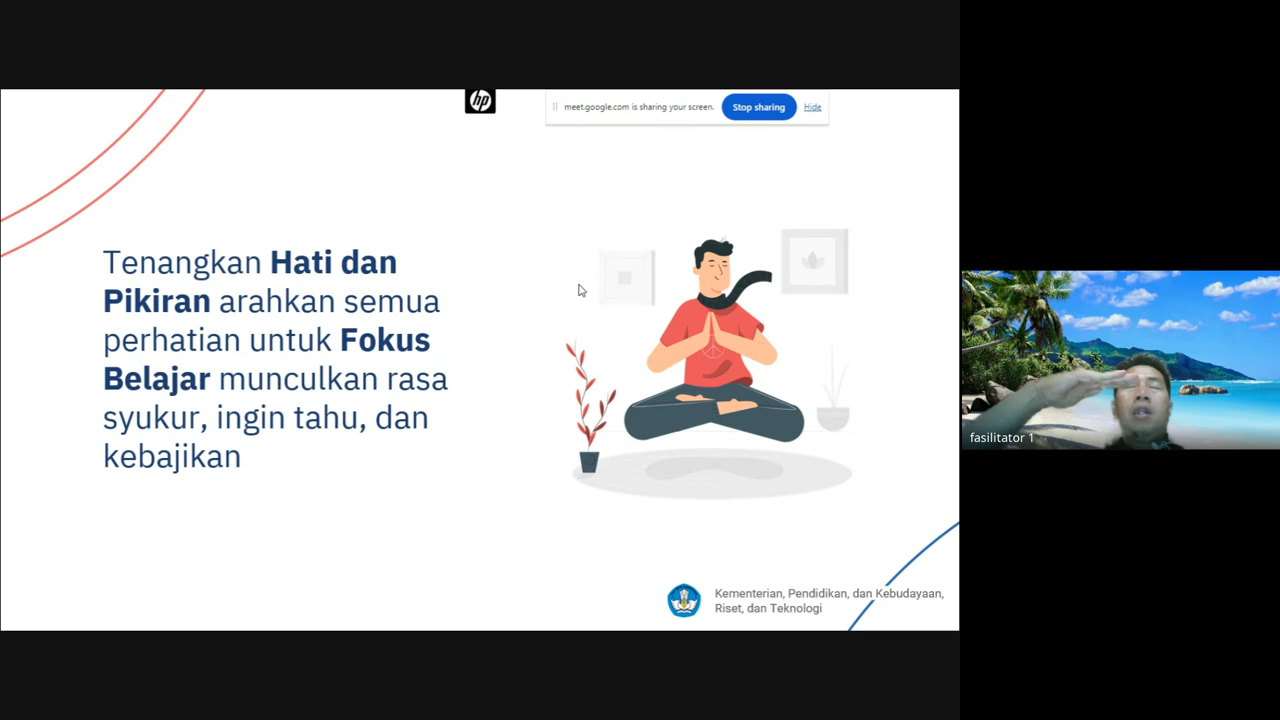 hp
meet.google.com is sharing your screen.
Stop sharing
Hide
Tenangkan Hati dan
Pikiran arahkan semua
perhatian untuk Fokus
Belajar munculkan rasa
syukur, ingin tahu, dan
kebajikan
fasilitator 1
Kementerian, Pendidikan, dan Kebudayaan,
Riset, dan Teknologi